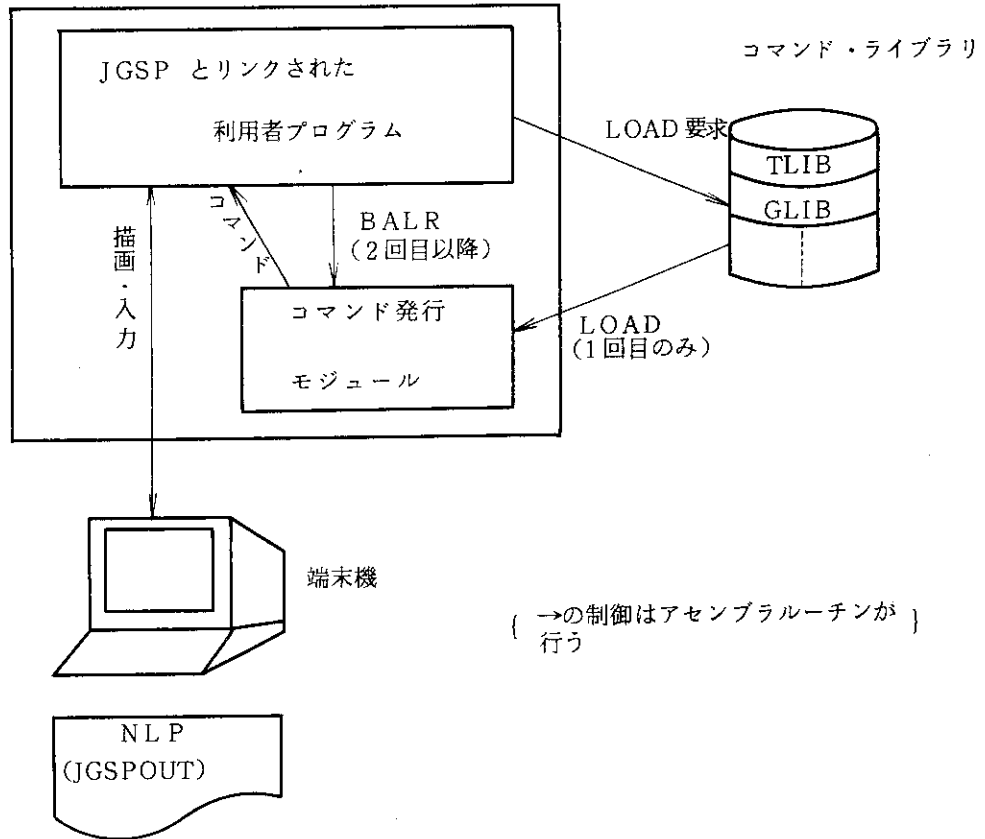 JGSP とリンクされた
利用者プログラム
コマンド・ライブラリ
LOAD 要求
TLIB
GLIB
コマンド
BALR
(2回目以降)
描画・入力
コマンド発行
モジュール
LOAD
(1回目のみ)
端末機
{ →の制御はアセンブラルーチンが }
行う
NLP
(JGSPOUT)